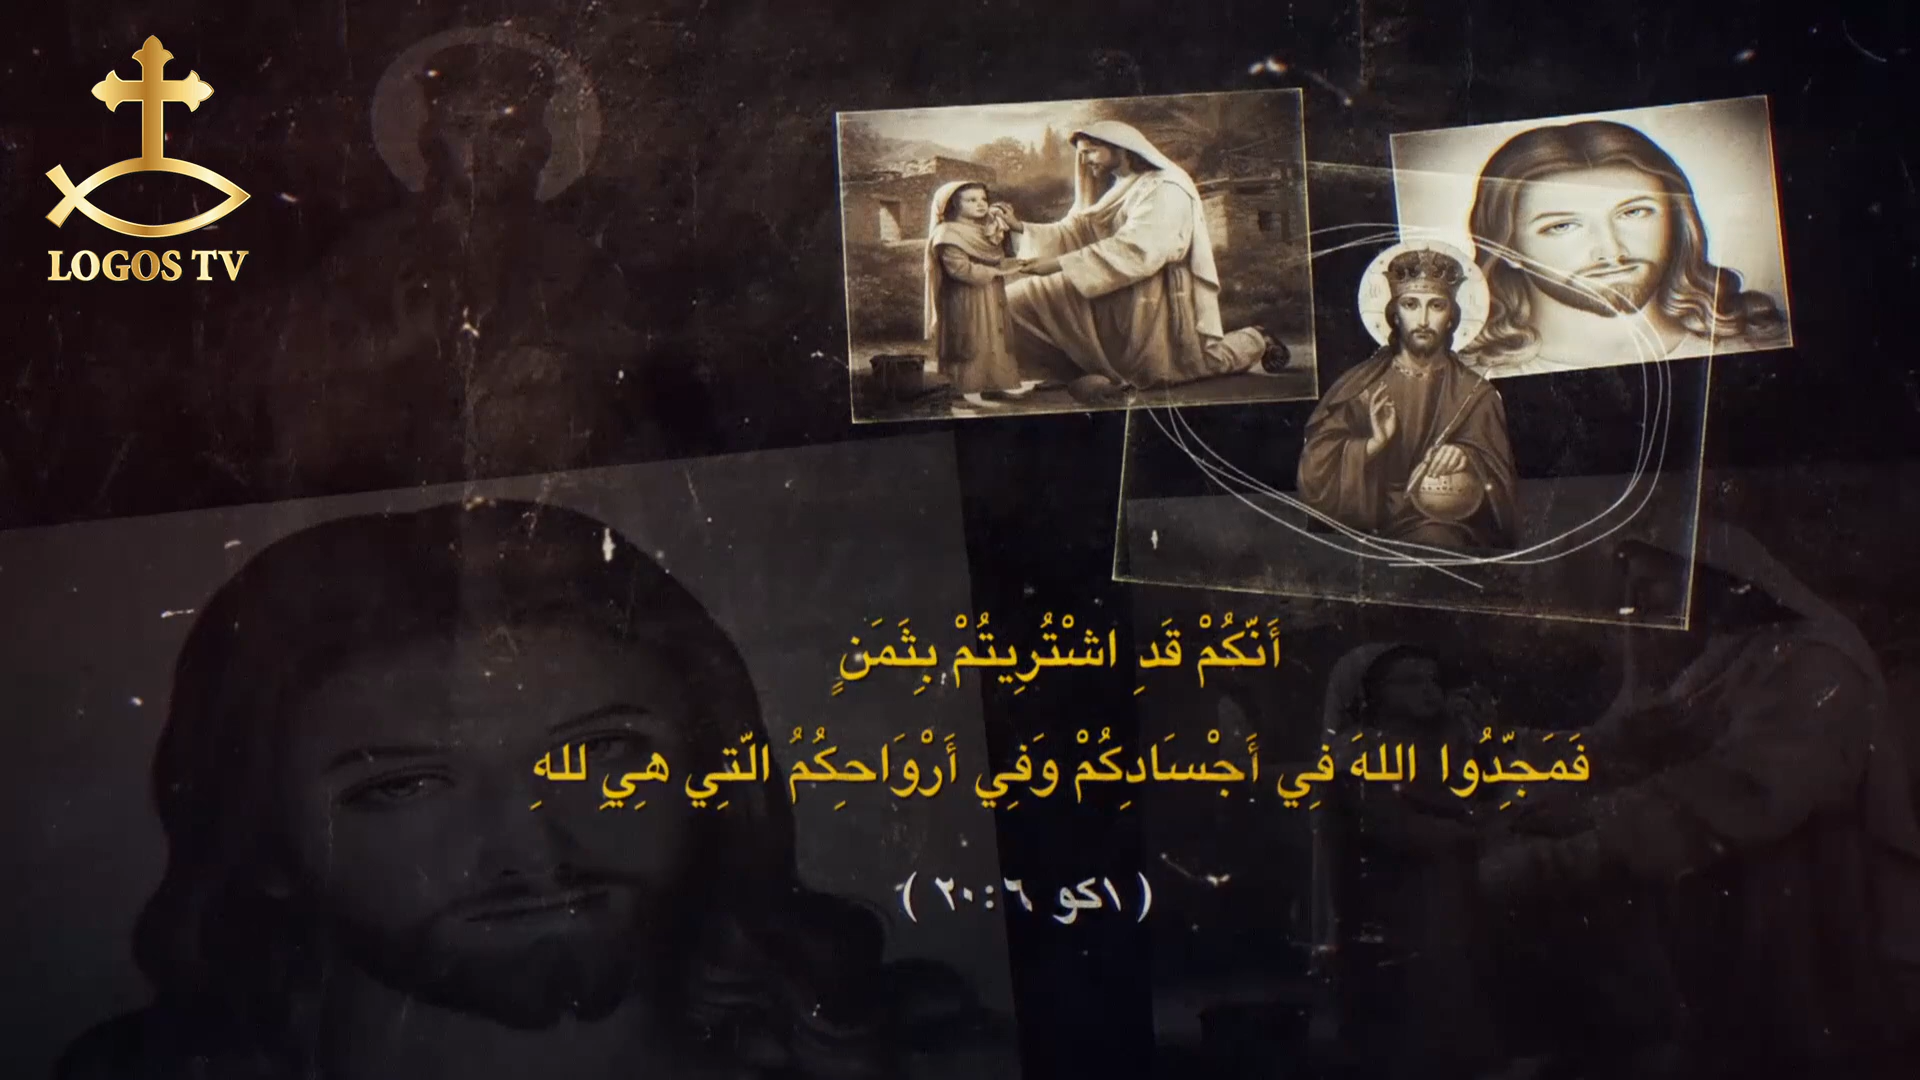 LOGOS TV
أَنَّكُمْ قَدِ اشْتُرِيتُمْ بِثَمَنٍ
فَمَجِّدُوا اللهَ فِي أَجْسَادِكُمْ وَفِي أَرْوَاحِكُمُ الَّتِي هِيِ للهِ
( ١كو ٢٠:٦ )